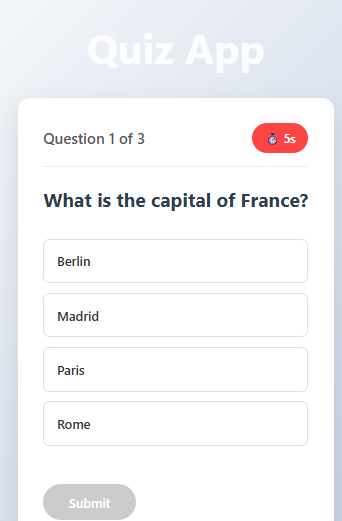 Quiz App
Question 1 of 3
⏱ 5s
What is the capital of France?
Berlin
Madrid
Paris
Rome
Submit